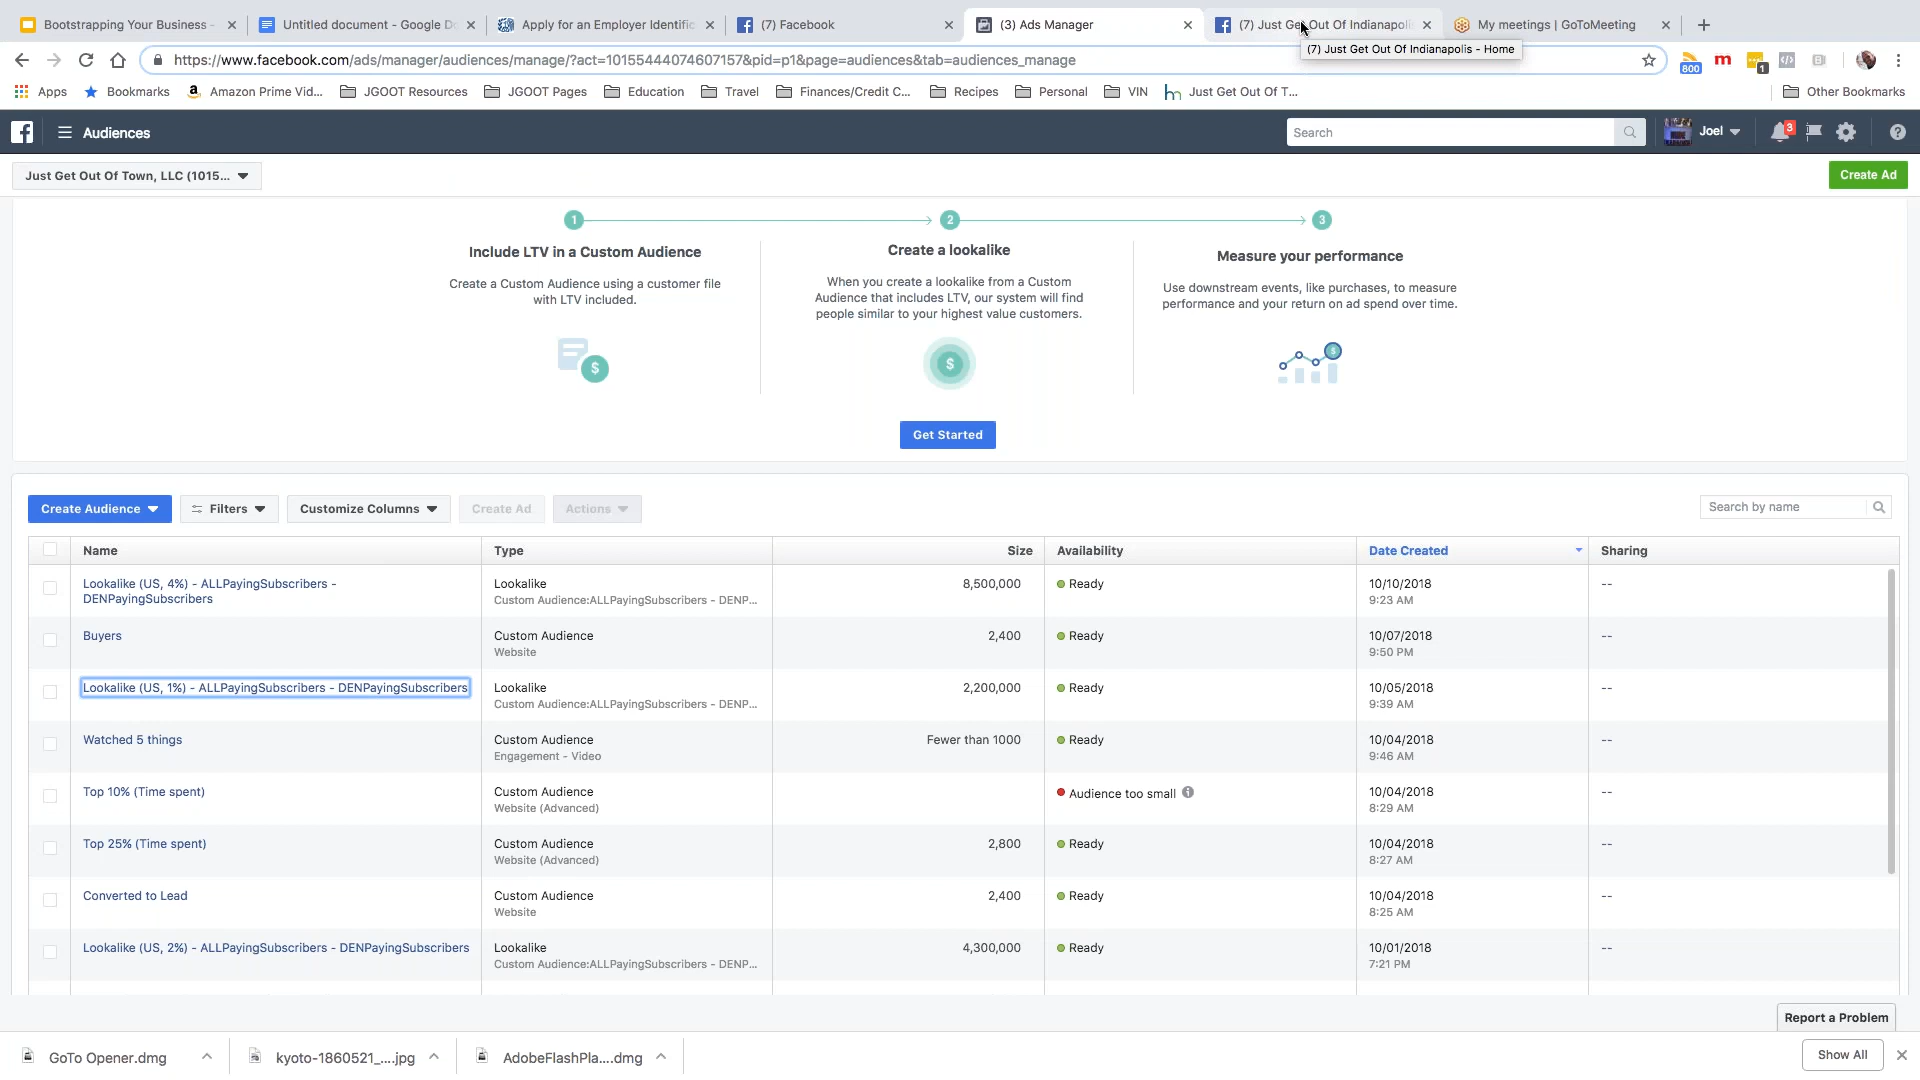 Bootstrapping Your Business -
Untitled document - Google Do
Apply for an Employer Identific
(7) Facebook
(3) Ads Manager
(7) Just Get Out Of Indianapolis
My meetings | GoToMeeting
(7) Just Get Out Of Indianapolis - Home
https://www.facebook.com/ads/manager/audiences/manage/?act=10155444074607157&pid=p1&page=audiences&tab=audiences_manage
800
m
1
Apps
Bookmarks
Amazon Prime Vid...
JGOOT Resources
JGOOT Pages
Education
Travel
Finances/Credit C...
Recipes
Personal
VIN
Just Get Out Of T...
Other Bookmarks
Audiences
Search
Joel
3
Just Get Out Of Town, LLC (1015...
Create Ad
1
2
3
Include LTV in a Custom Audience
Create a Custom Audience using a customer file
with LTV included.
Create a lookalike
When you create a lookalike from a Custom
Audience that includes LTV, our system will find
people similar to your highest value customers.
Measure your performance
Use downstream events, like purchases, to measure
performance and your return on ad spend over time.
$
$
$
Get Started
Create Audience
Filters
Customize Columns
Create Ad
Actions
Search by name
Name
Type
Size
Availability
Date Created
Sharing
Lookalike (US, 4%) - ALLPayingSubscribers -
DENPayingSubscribers
Lookalike
Custom Audience:ALLPayingSubscribers - DENP...
8,500,000
Ready
10/10/2018
9:23 AM
--
Buyers
Custom Audience
Website
2,400
Ready
10/07/2018
9:50 PM
--
Lookalike (US, 1%) - ALLPayingSubscribers - DENPayingSubscribers
Lookalike
Custom Audience:ALLPayingSubscribers - DENP...
2,200,000
Ready
10/05/2018
9:39 AM
--
Watched 5 things
Custom Audience
Engagement - Video
Fewer than 1000
Ready
10/04/2018
9:46 AM
--
Top 10% (Time spent)
Custom Audience
Website (Advanced)
Audience too small
10/04/2018
8:29 AM
--
Top 25% (Time spent)
Custom Audience
Website (Advanced)
2,800
Ready
10/04/2018
8:27 AM
--
Converted to Lead
Custom Audience
Website
2,400
Ready
10/04/2018
8:25 AM
--
Lookalike (US, 2%) - ALLPayingSubscribers - DENPayingSubscribers
Lookalike
Custom Audience:ALLPayingSubscribers - DENP...
4,300,000
Ready
10/01/2018
7:21 PM
--
Report a Problem
GoTo Opener.dmg
kyoto-1860521_....jpg
AdobeFlashPla....dmg
Show All